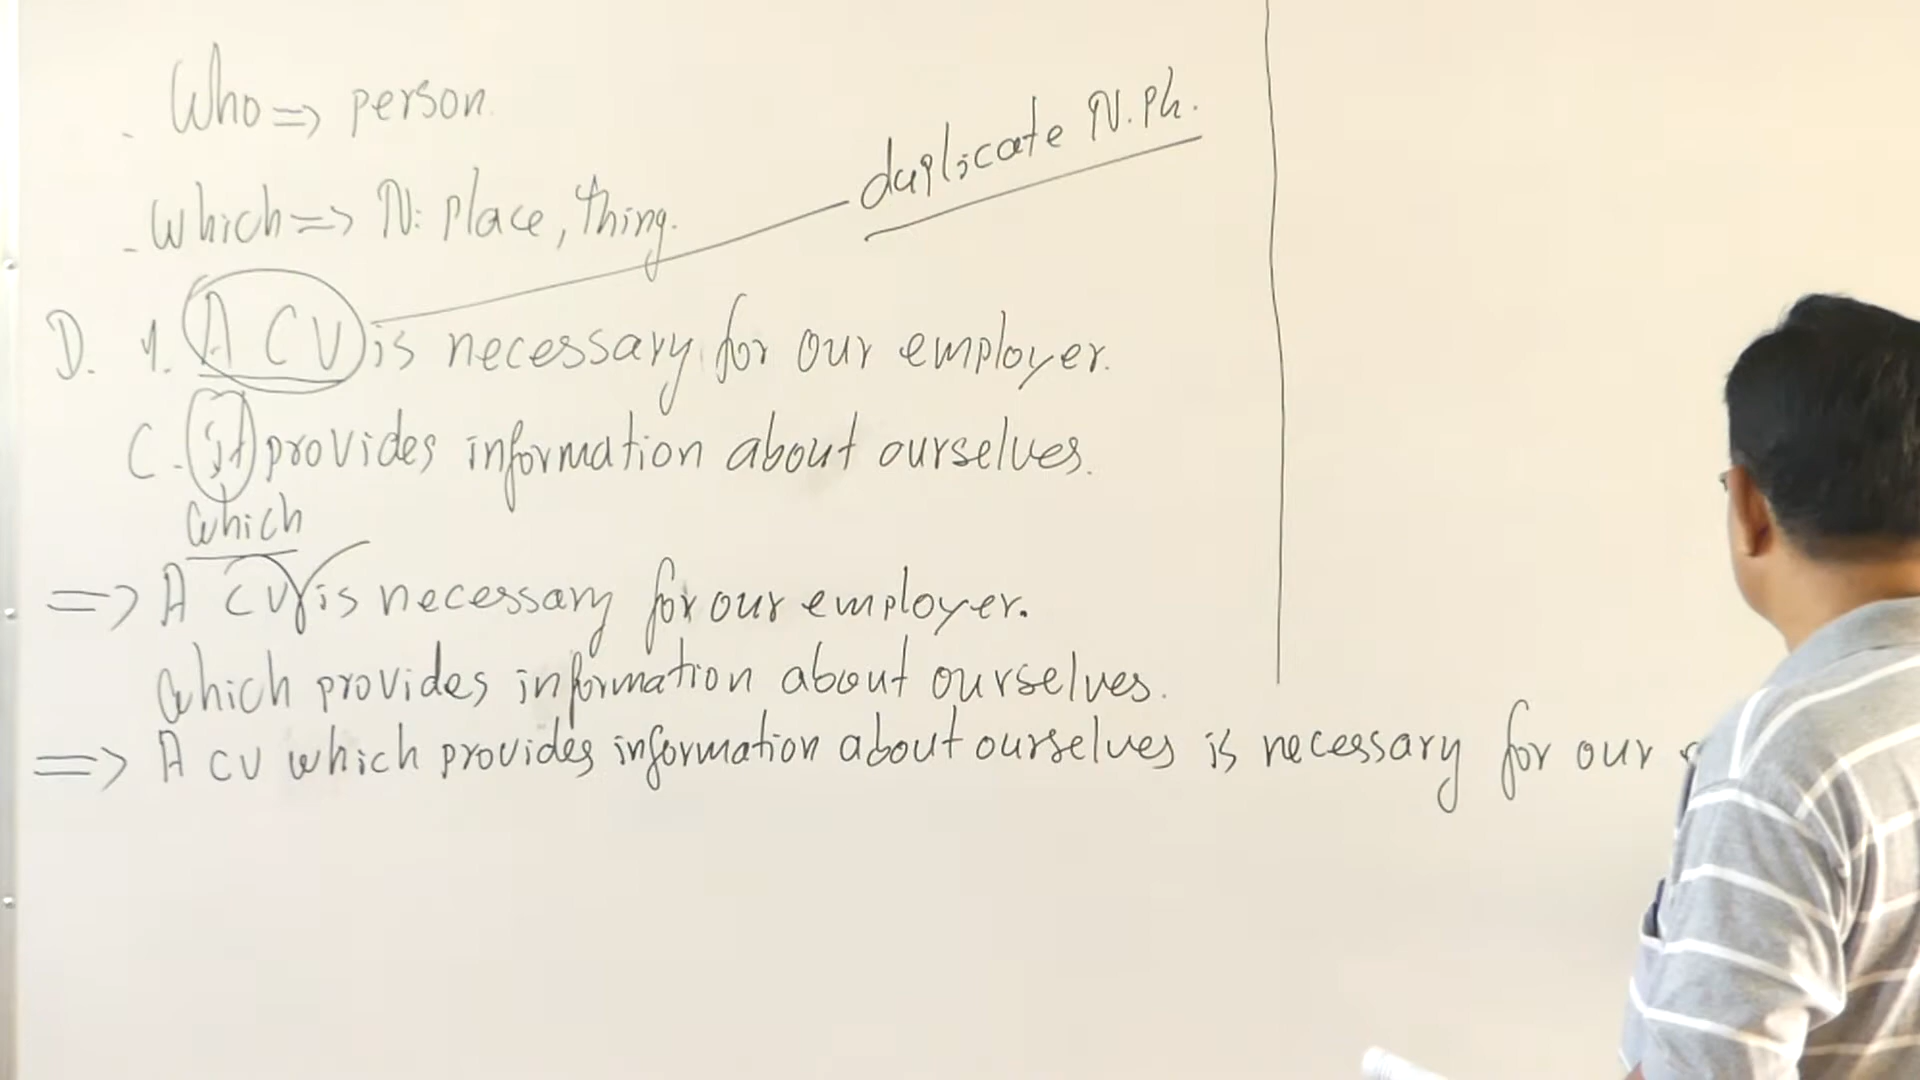 - Who => person.
duplicate N.Ph.
- Which => N: place, thing.
D. 1. A CV is necessary for our employer.
C. it provides information about ourselves.
which
=> A CV is necessary for our employer.
which provides information about ourselves.
=> A CV which provides information about ourselves is necessary for our